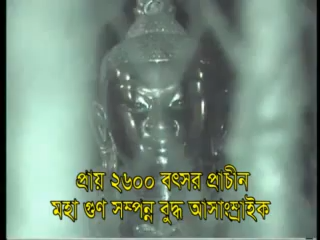 প্রায় ২৬০০ বৎসর প্রাচীন
মহা গুণ সম্পন্ন বুদ্ধ আসাংম্রাইক